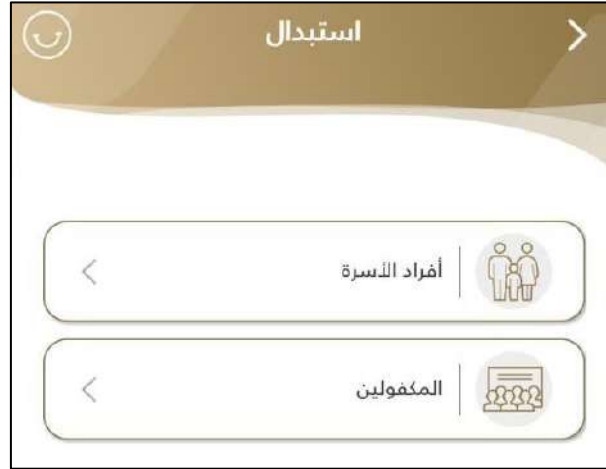 استبدال
أفراد الأسرة
المكفولين